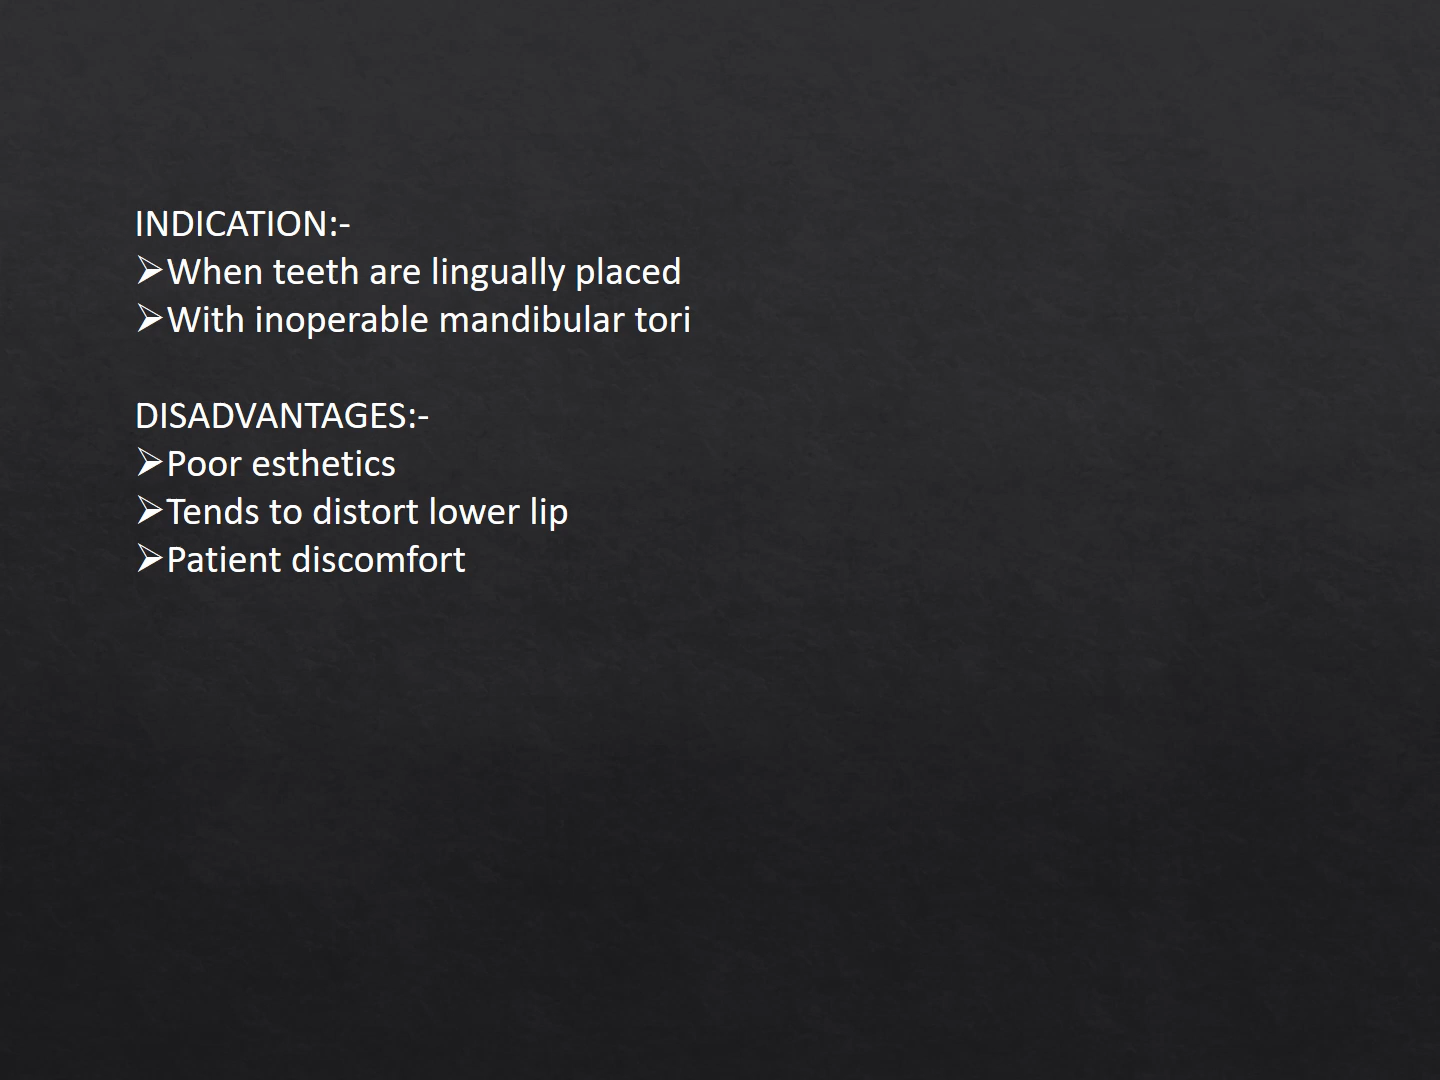 INDICATION:-
➢When teeth are lingually placed
➢With inoperable mandibular tori
DISADVANTAGES:-
➢Poor esthetics
➢Tends to distort lower lip
➢Patient discomfort